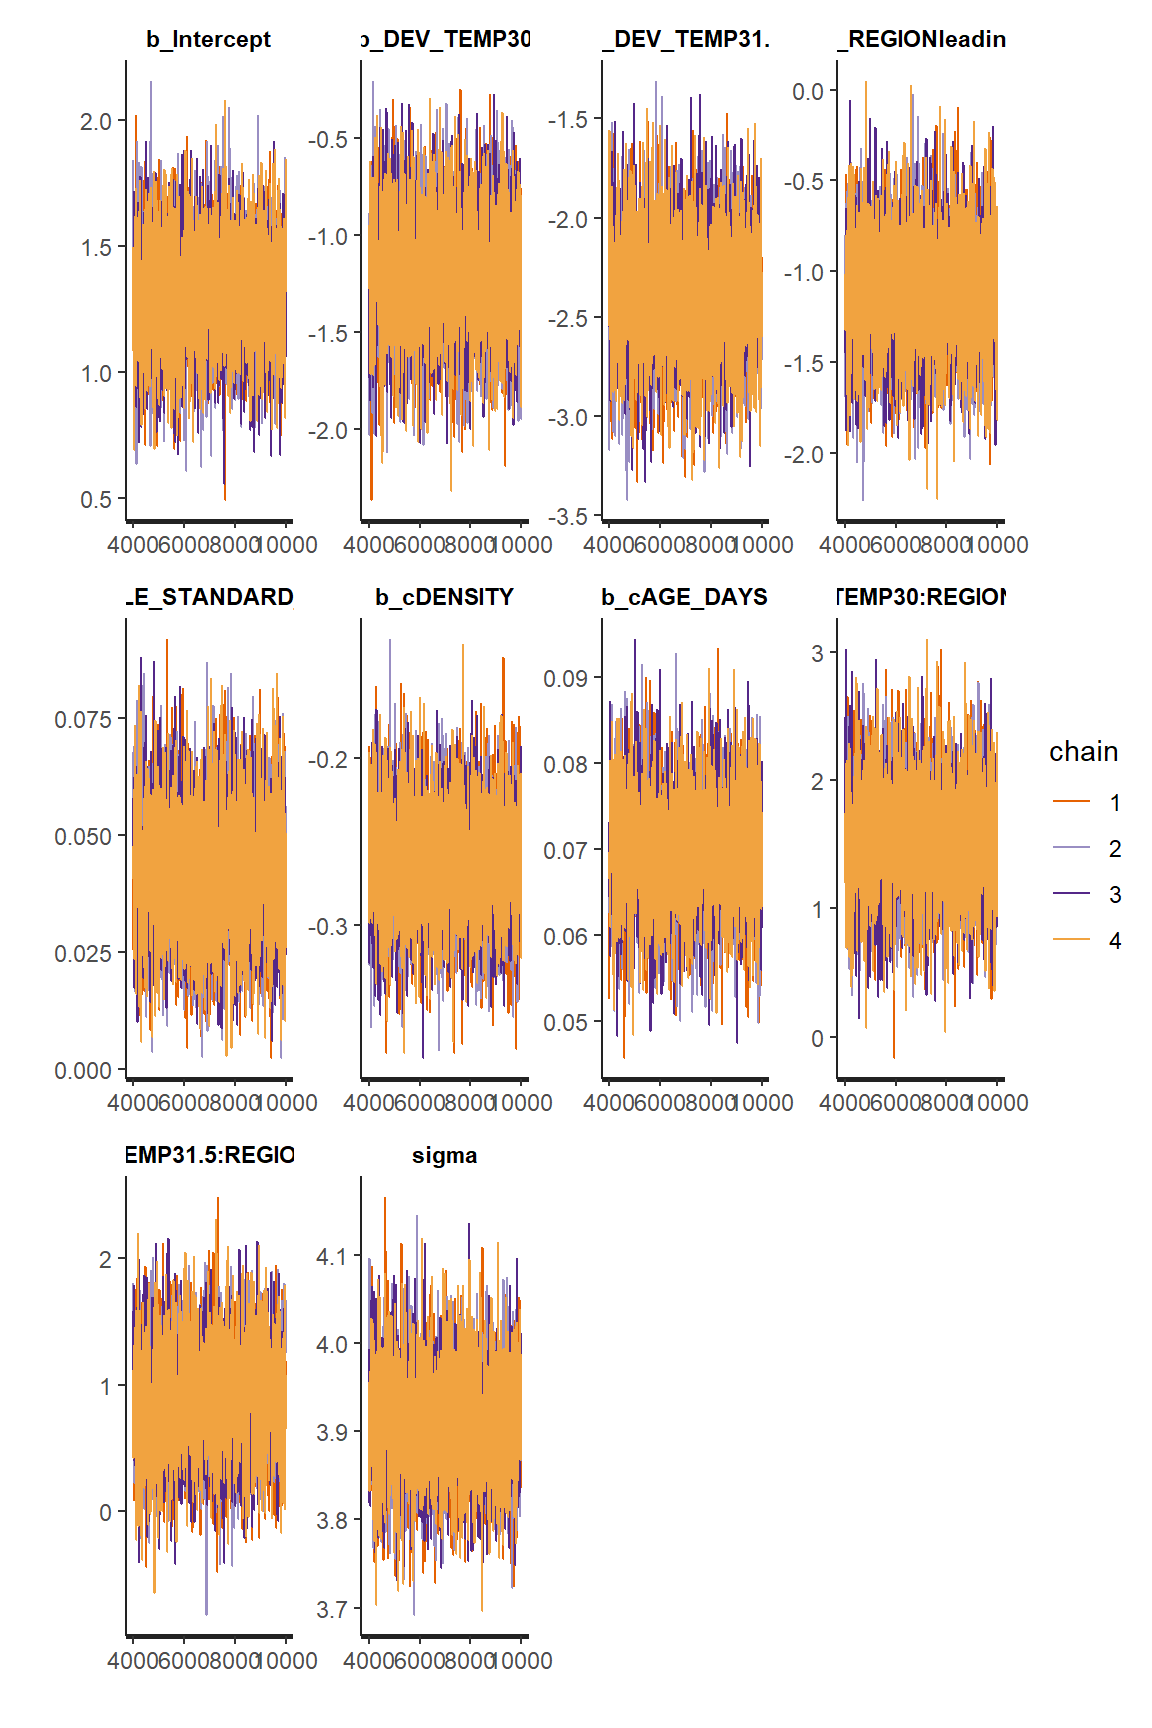 b_Intercept
b_DEV_TEMP30
_DEV_TEMP31.
_REGIONleadin
2.0
1.5
1.0
0.5
-0.5
-1.0
-1.5
-2.0
-1.5
-2.0
-2.5
-3.0
-3.5
0.0
-0.5
-1.0
-1.5
-2.0
4000 6000 8000 10000
4000 6000 8000 10000
4000 6000 8000 10000
4000 6000 8000 10000
LE_STANDARD_
b_cDENSITY
b_cAGE_DAYS
TEMP30:REGION
0.075
0.050
0.025
0.000
-0.2
-0.3
0.09
0.08
0.07
0.06
0.05
3
2
1
0
4000 6000 8000 10000
4000 6000 8000 10000
4000 6000 8000 10000
4000 6000 8000 10000
chain
1
2
3
4
EMP31.5:REGIO
sigma
2
1
0
4.1
4.0
3.9
3.8
3.7
4000 6000 8000 10000
4000 6000 8000 10000